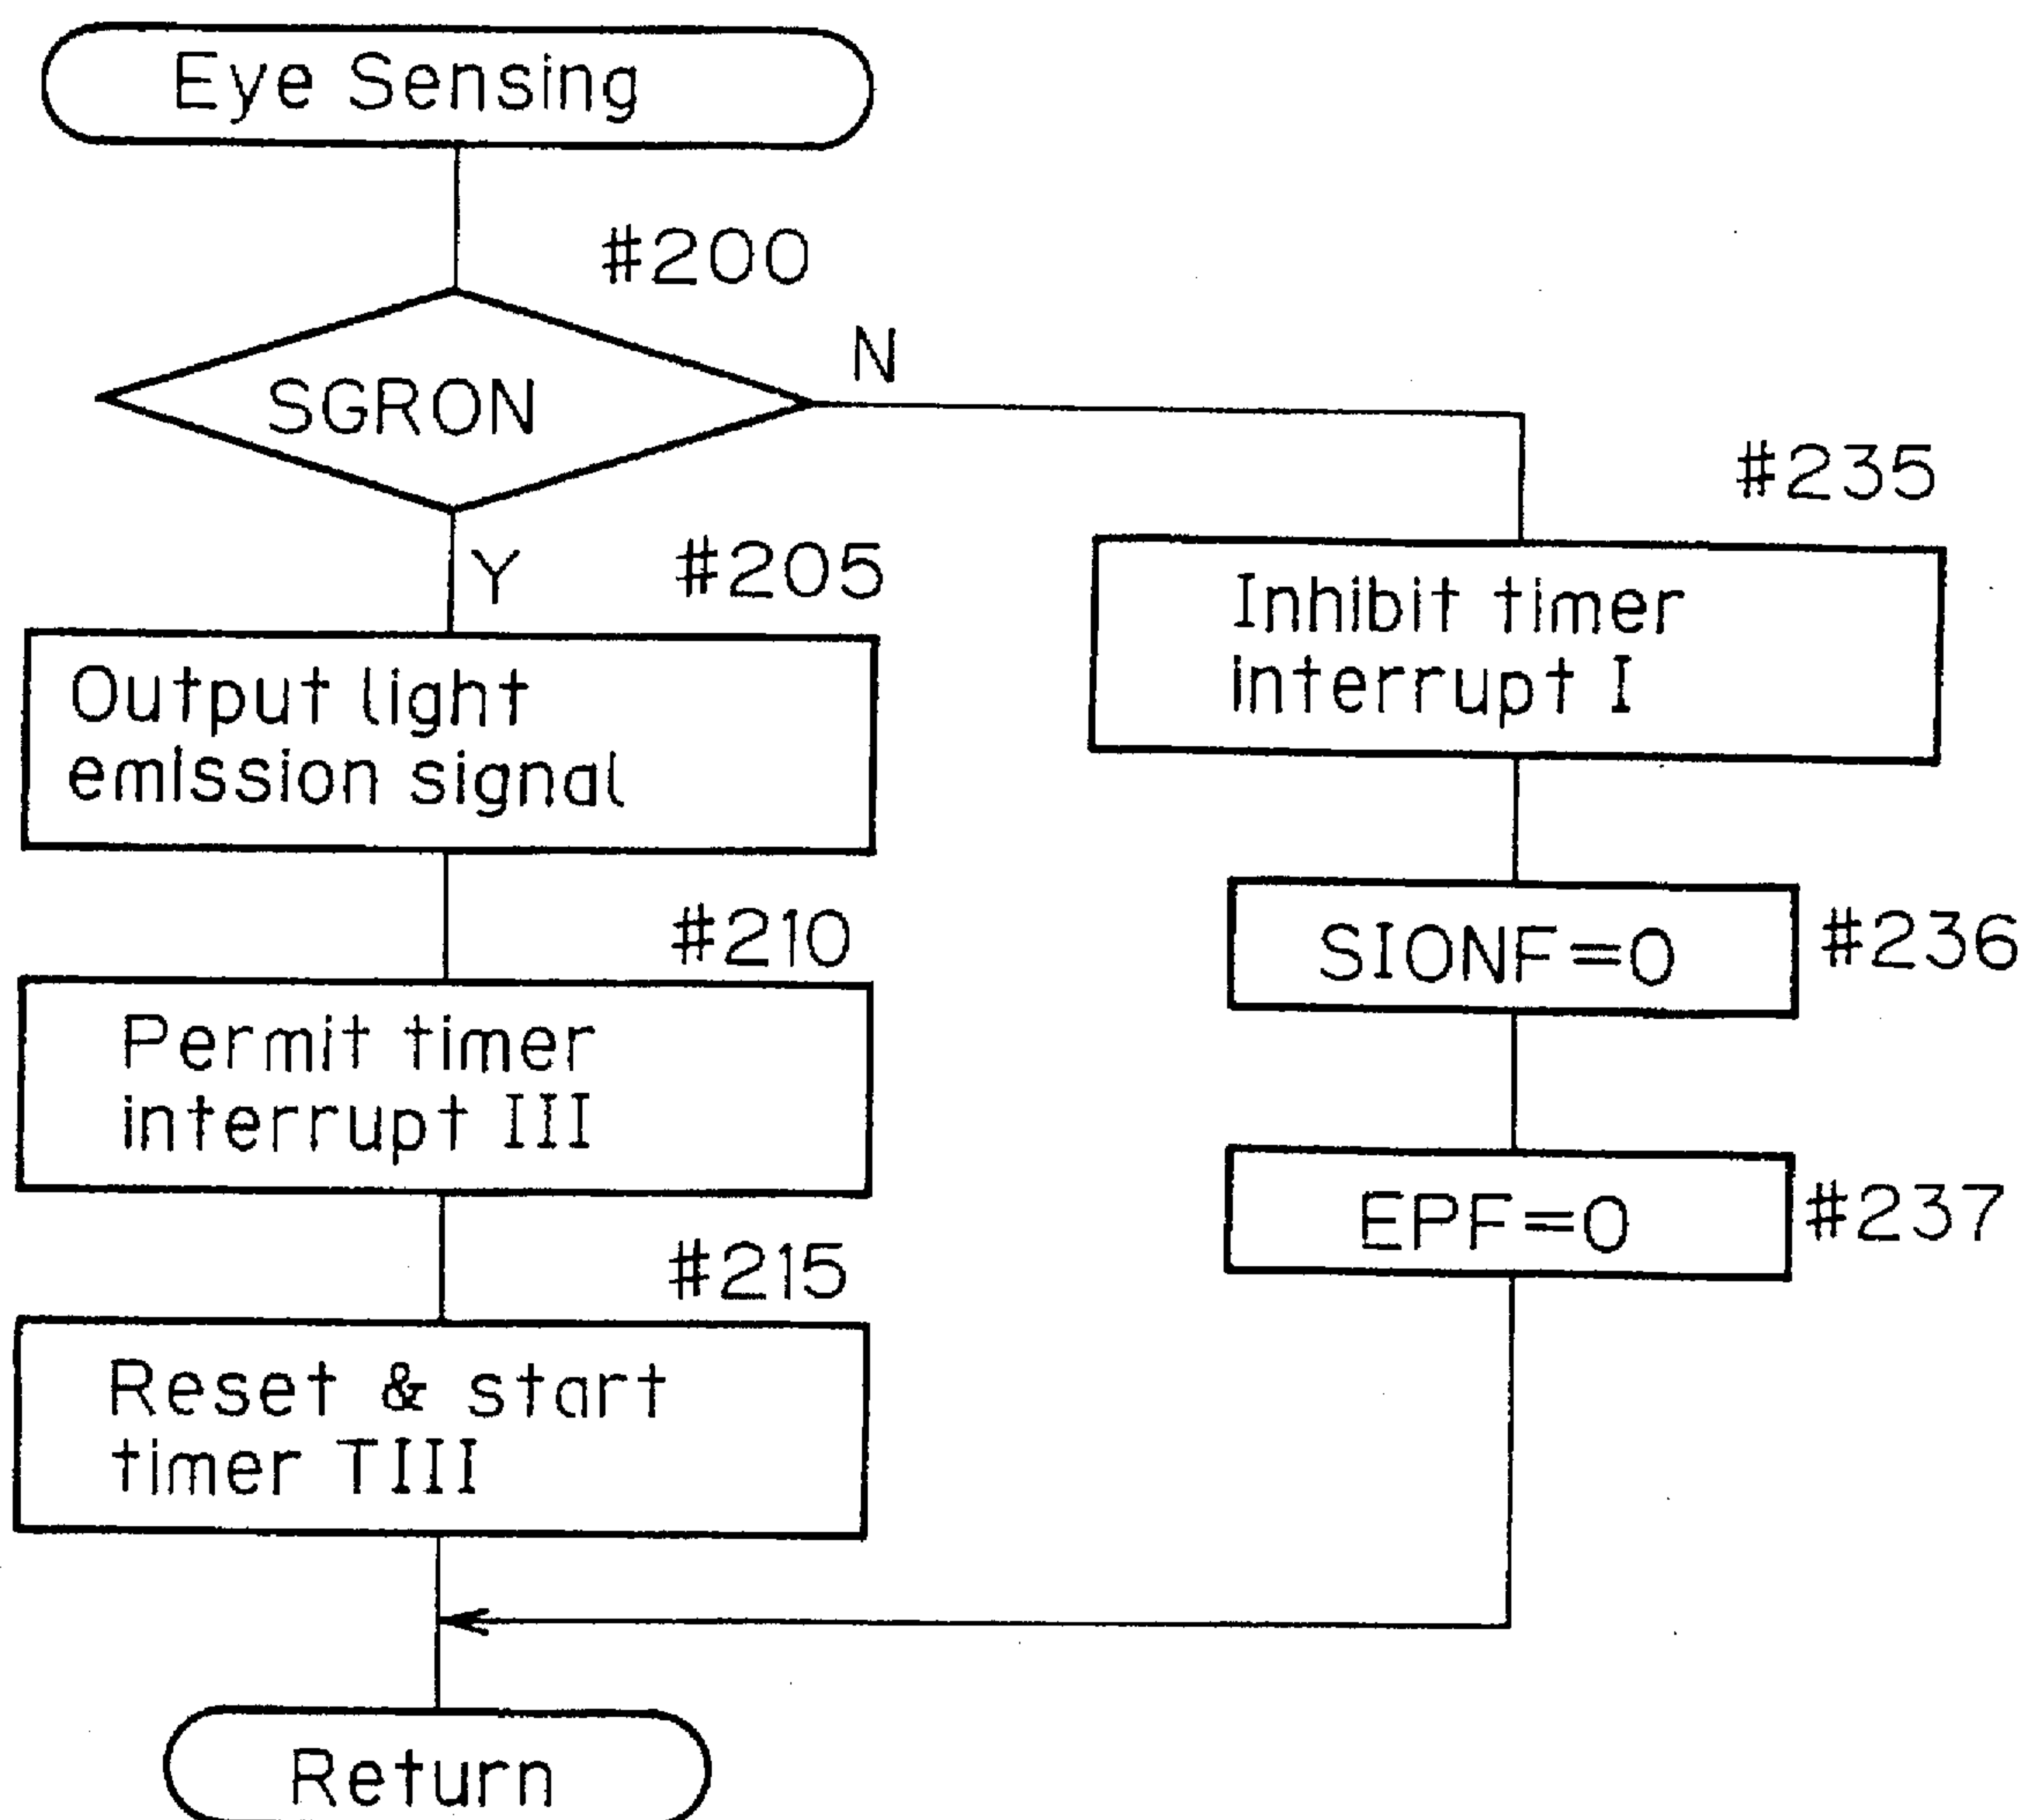 Eye Sensing
#200
SGRON
N
Y
#205
Output light
emission signal
#210
Permit timer
interrupt III
#215
Reset & start
timer TIII
#235
Inhibit timer
interrupt I
SIONF=0
#236
EPF=0
#237
Return